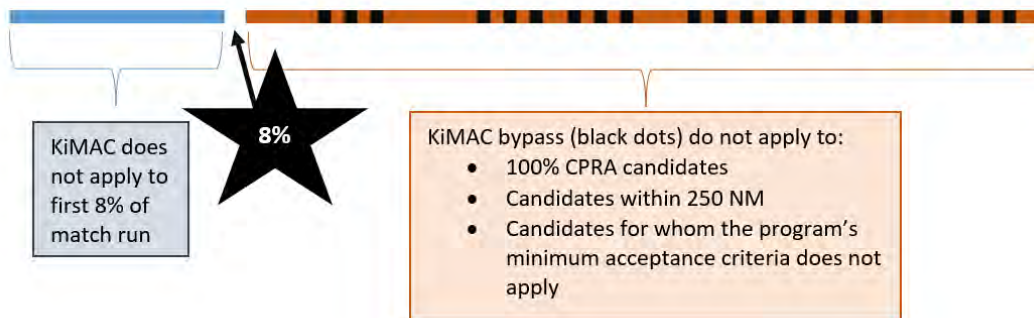 8%
KiMAC does
not apply to
first 8% of
match run
KiMAC bypass (black dots) do not apply to:
• 100% CPRA candidates
• Candidates within 250 NM
• Candidates for whom the program's
minimum acceptance criteria does not
apply